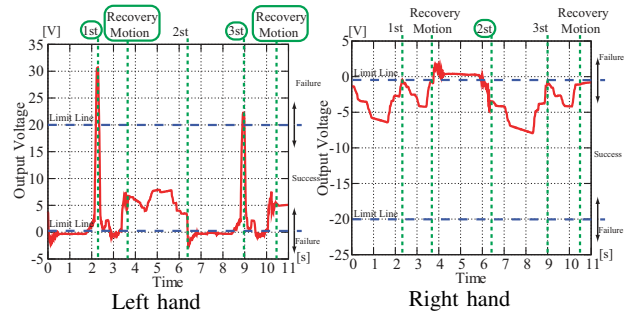 Recovery
[V] 1st Motion 2st 3st Recovery Motion
35
30
25
20
15
10
5
0
-5
Output Voltage
Limit Line
Limit Line
Failure
Success
Failure
0 1 2 3 4 5 6 7 8 9 10 11
[s]
Time
Left hand
Recovery Recovery
[V] 1st Motion 2st 3st Motion
5
0
-5
-10
-15
-20
-25
Output Voltage
Limit Line
Limit Line
Failure
Success
Failure
0 1 2 3 4 5 6 7 8 9 10 11
[s]
Time
Right hand